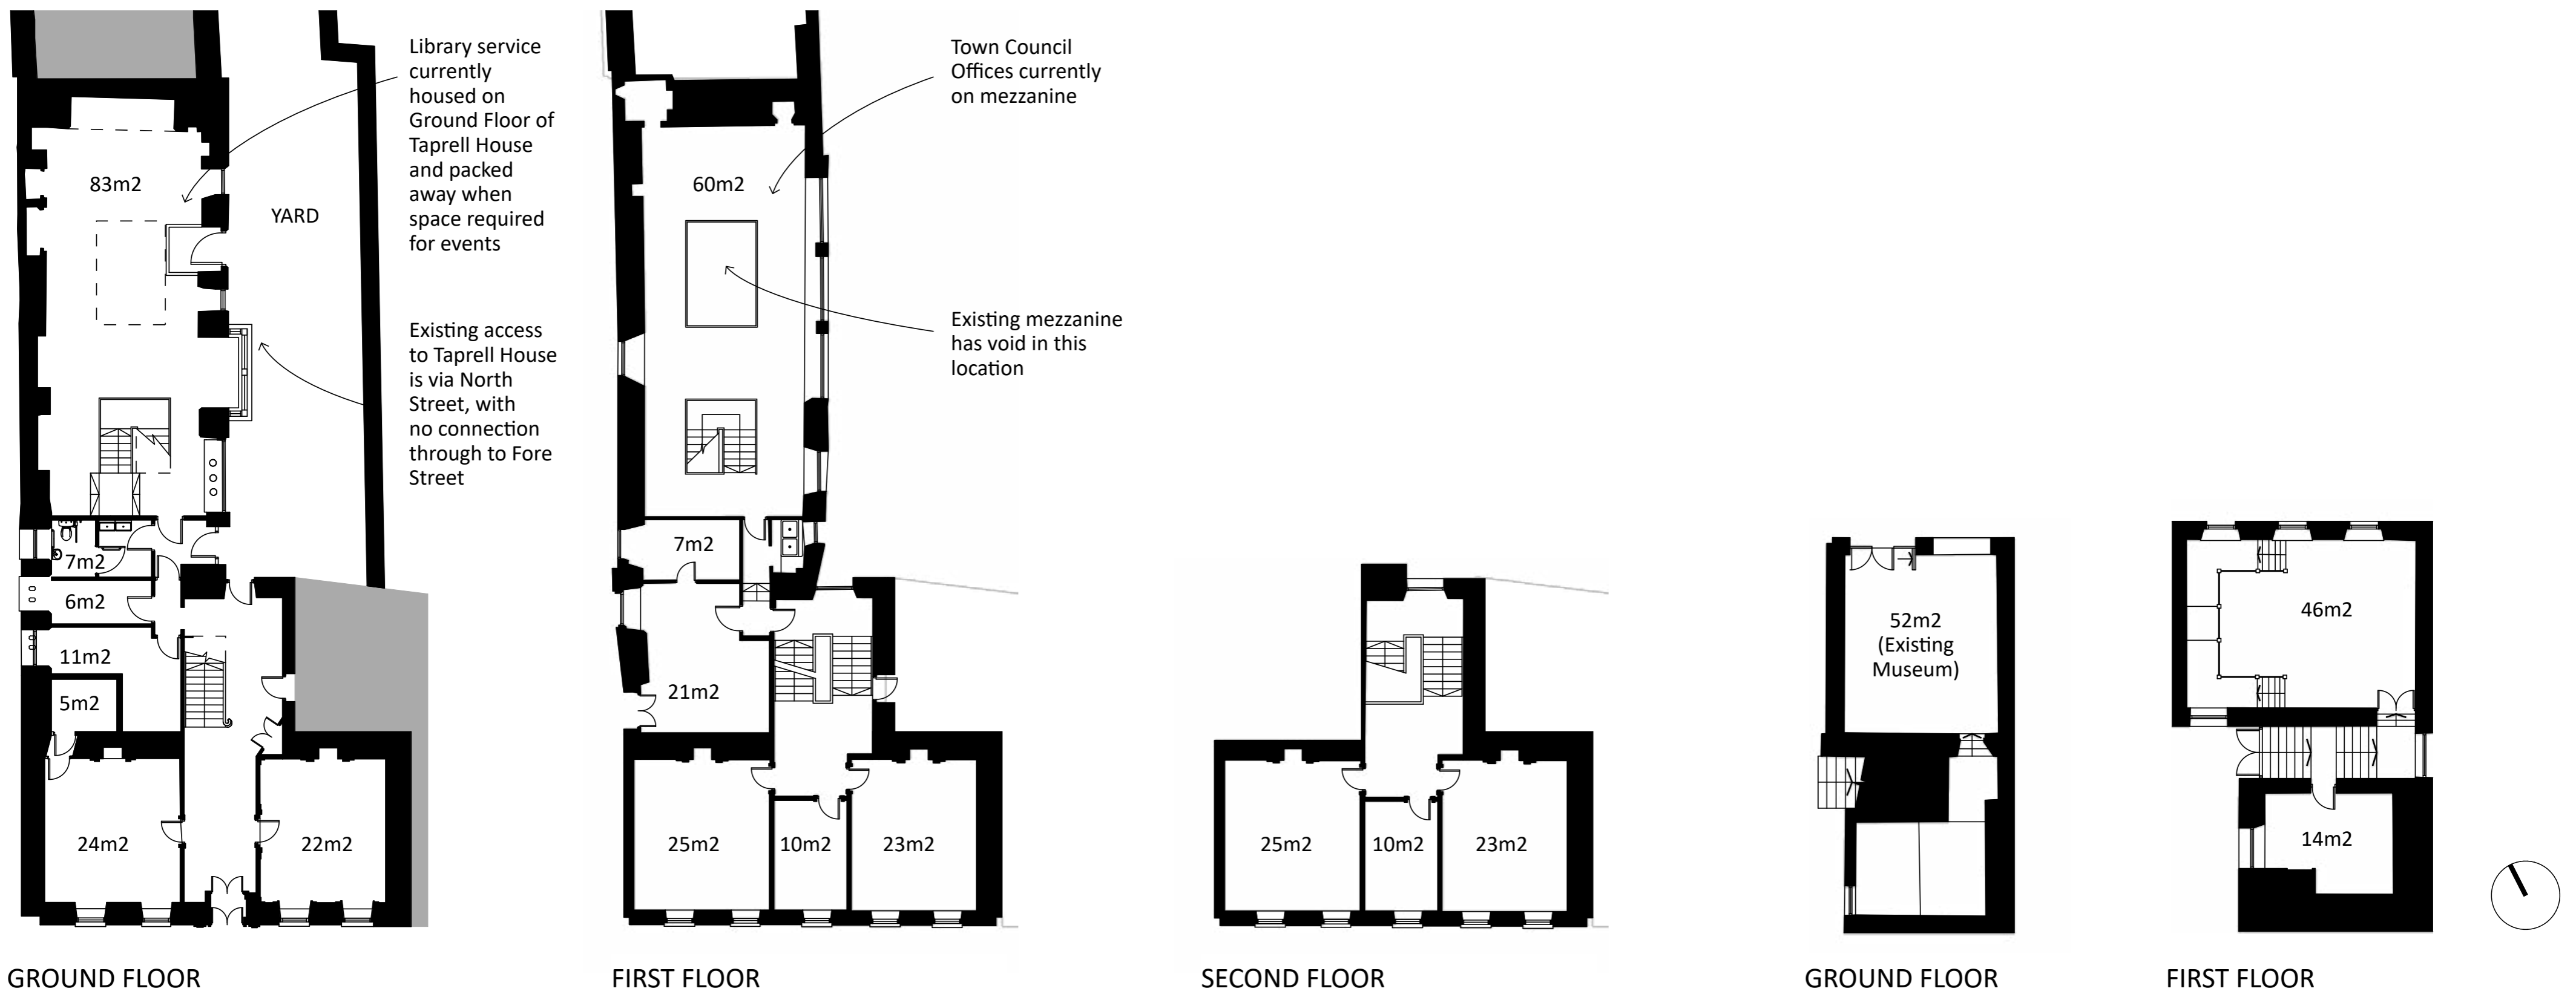 Library service
currently
housed on
Ground Floor of
Taprell House
and packed
away when
space required
for events
83m2
YARD
Existing access
to Taprell House
is via North
Street, with
no connection
through to Fore
Street
7m2
6m2
11m2
5m2
24m2
22m2
GROUND FLOOR
Town Council
Offices currently
on mezzanine
60m2
Existing mezzanine
has void in this
location
7m2
21m2
25m2
10m2
23m2
FIRST FLOOR
25m2
10m2
23m2
SECOND FLOOR
52m2
(Existing
Museum)
GROUND FLOOR
46m2
14m2
FIRST FLOOR